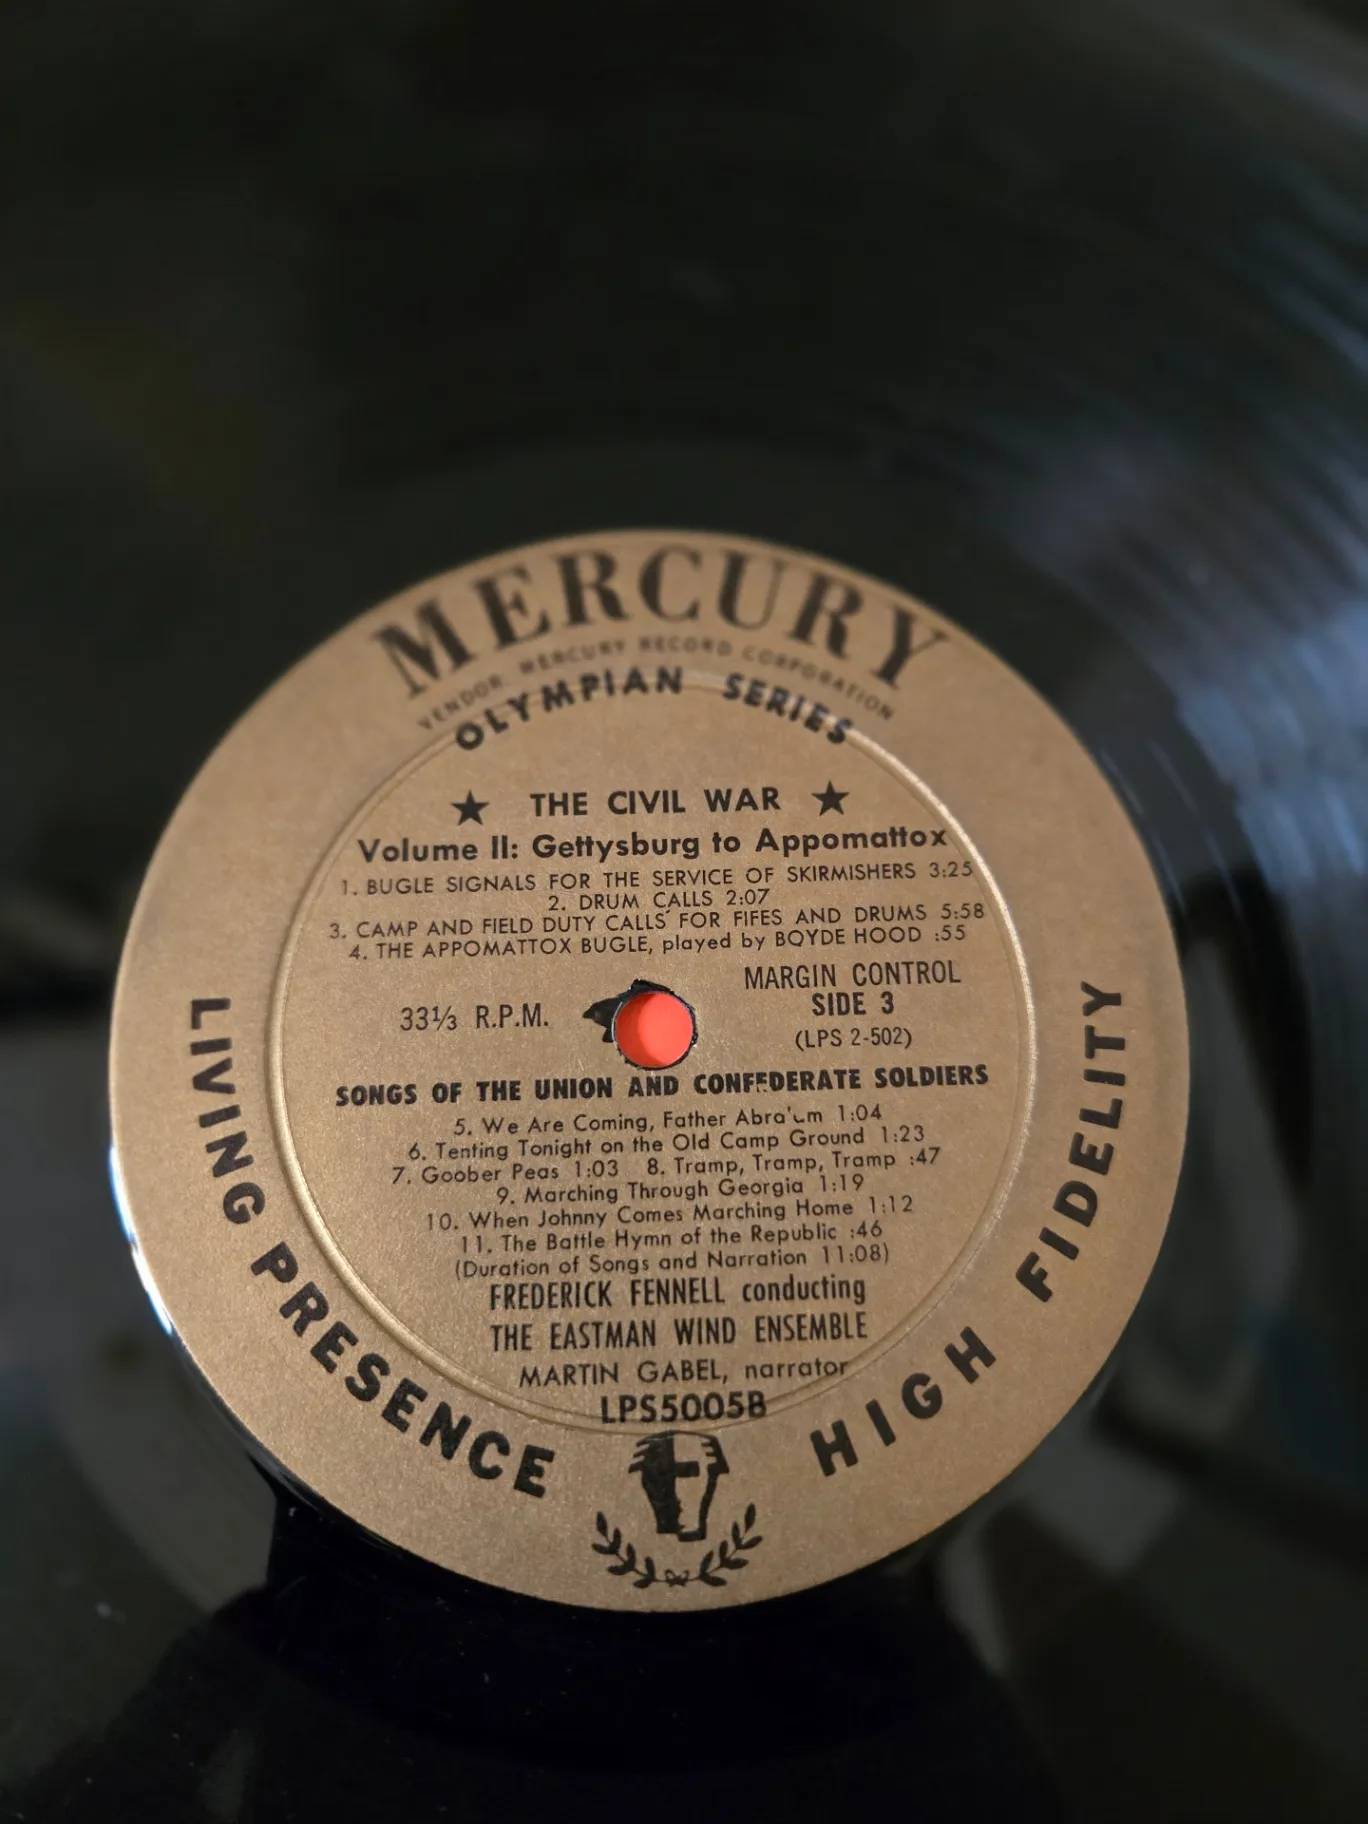 MERCURY
VENDOR, MERCURY RECORD CORPORATION
OLYMPIAN SERIES
★ THE CIVIL WAR ★
Volume II: Gettysburg to Appomattox
1. BUGLE SIGNALS FOR THE SERVICE OF SKIRMISHERS 3:25
2. DRUM CALLS 2:07
3. CAMP AND FIELD DUTY CALLS FOR FIFES AND DRUMS 5:58
4. THE APPOMATTOX BUGLE, played by BOYDE HOOD :55
MARGIN CONTROL
33⅓ R.P.M.
SIDE 3
(LPS 2-502)
SONGS OF THE UNION AND CONFEDERATE SOLDIERS
5. We Are Coming, Father Abra'am 1:04
6. Tenting Tonight on the Old Camp Ground 1:23
7. Goober Peas 1:03 8. Tramp, Tramp, Tramp :47
9. Marching Through Georgia 1:19
10. When Johnny Comes Marching Home 1:12
11. The Battle Hymn of the Republic :46
(Duration of Songs and Narration 11:08)
FREDERICK FENNELL conducting
THE EASTMAN WIND ENSEMBLE
MARTIN GABEL, narrator
LPS5005B
LIVING PRESENCE
HIGH FIDELITY